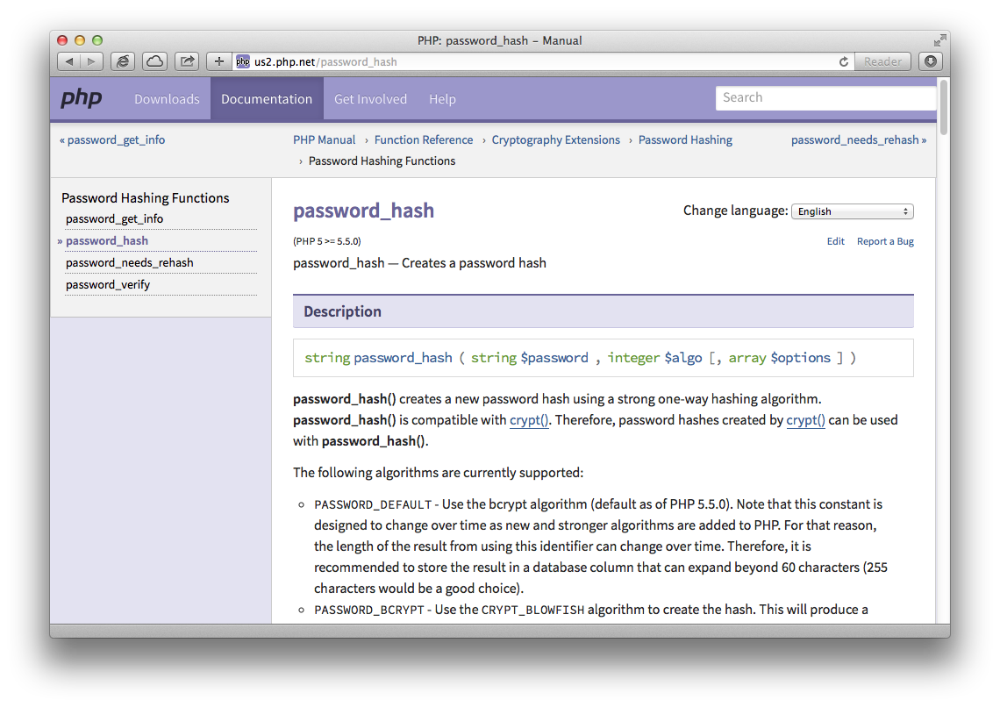 PHP: password_hash – Manual
php us2.php.net/password_hash
Reader
php Downloads Documentation Get Involved Help Search
« password_get_info
PHP Manual › Function Reference › Cryptography Extensions › Password Hashing
› Password Hashing Functions
password_needs_rehash »
Password Hashing Functions
password_get_info
» password_hash
password_needs_rehash
password_verify
password_hash
Change language: English
(PHP 5 >= 5.5.0)
Edit Report a Bug
password_hash — Creates a password hash
Description
string password_hash ( string $password , integer $algo [, array $options ] )
password_hash() creates a new password hash using a strong one-way hashing algorithm.
password_hash() is compatible with crypt(). Therefore, password hashes created by crypt() can be used
with password_hash().
The following algorithms are currently supported:
PASSWORD_DEFAULT - Use the bcrypt algorithm (default as of PHP 5.5.0). Note that this constant is
designed to change over time as new and stronger algorithms are added to PHP. For that reason,
the length of the result from using this identifier can change over time. Therefore, it is
recommended to store the result in a database column that can expand beyond 60 characters (255
characters would be a good choice).
PASSWORD_BCRYPT - Use the CRYPT_BLOWFISH algorithm to create the hash. This will produce a